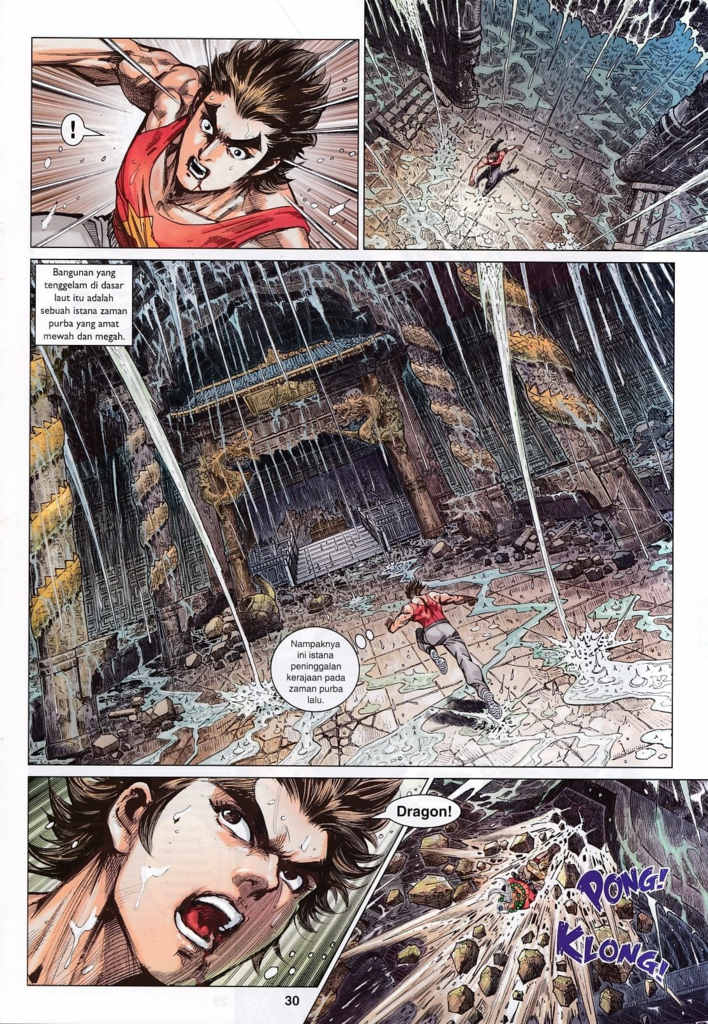 !
Bangunan yang
tenggelam di dasar
laut itu adalah
sebuah istana zaman
purba yang amat
mewah dan megah.
Nampaknya
ini istana
peninggalan
kerajaan pada
zaman purba
lalu.
Dragon!
PONG!
KLONG!
30